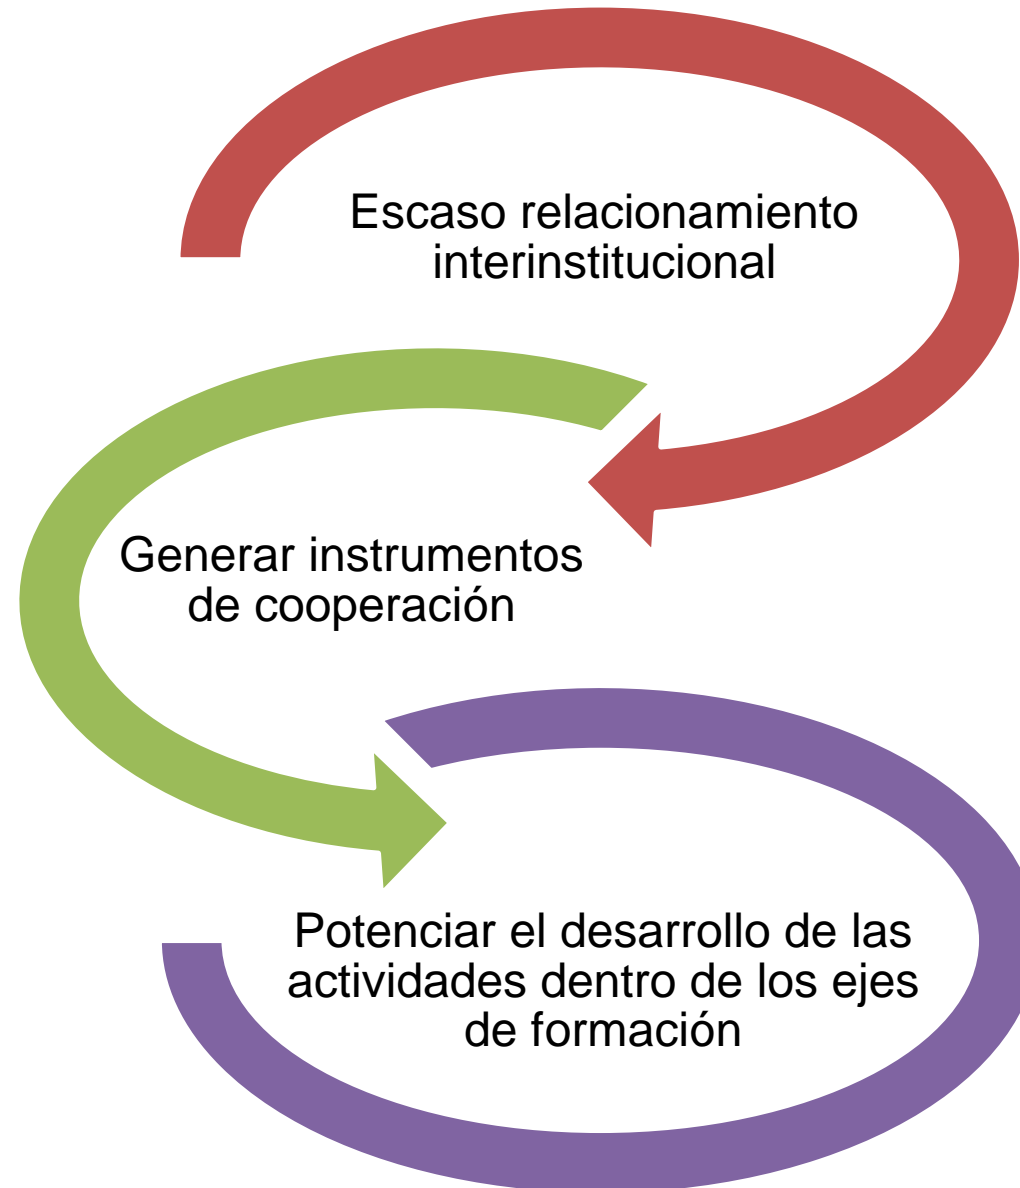 Escaso relacionamiento
interinstitucional
Generar instrumentos
de cooperación
Potenciar el desarrollo de las
actividades dentro de los ejes
de formación